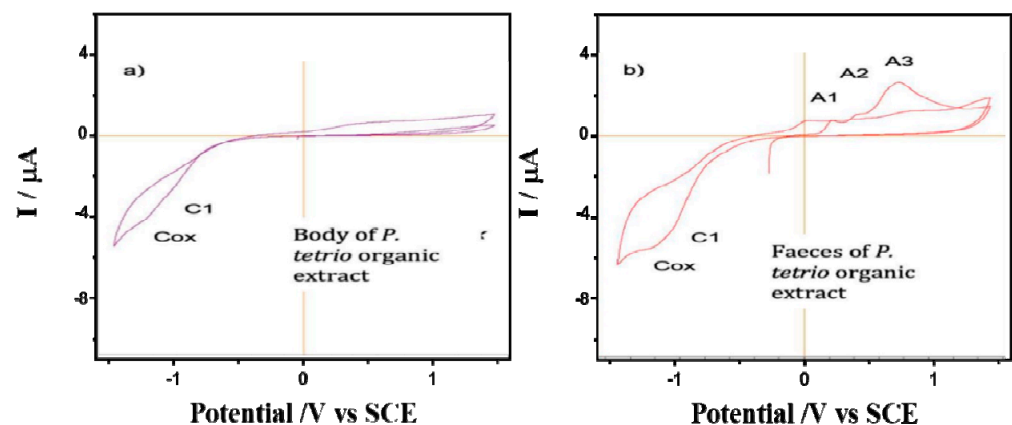 a)
4
0
-4
-8
-1
0
1
I / μA
C1
Cox
Body of P.
tetrio organic
extract
Potential /V vs SCE
b)
4
0
-4
-8
-1
0
1
I / μA
A1
A2
A3
C1
Cox
Faeces of P.
tetrio organic
extract
Potential /V vs SCE